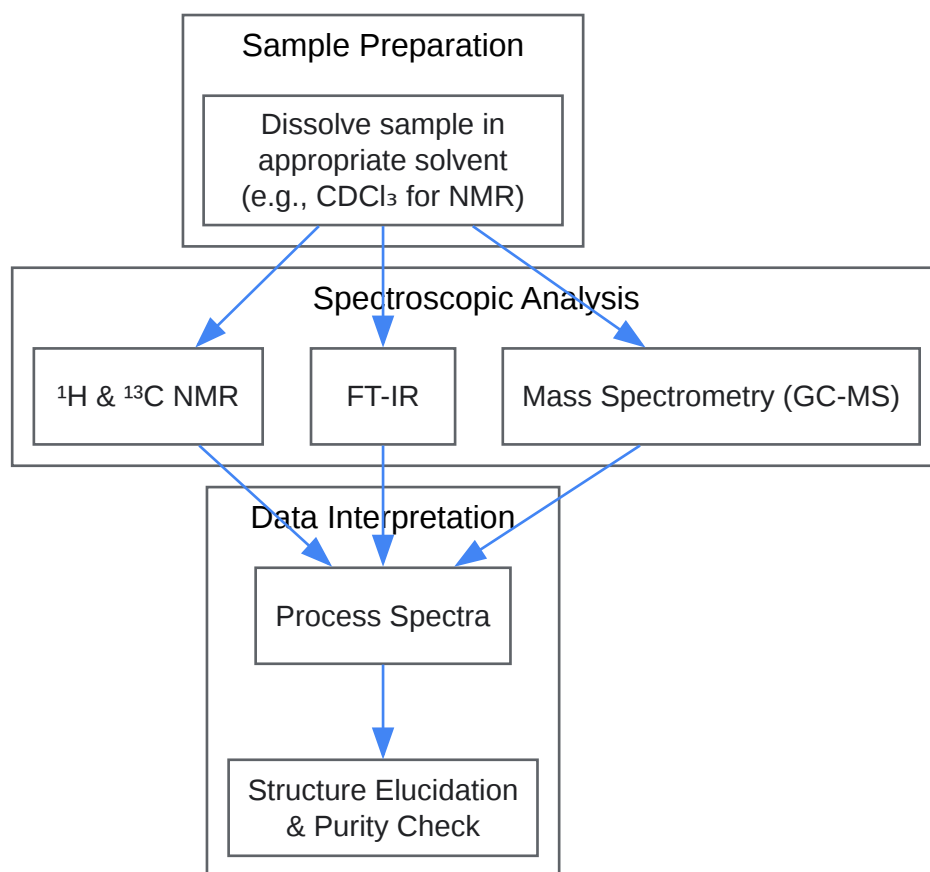 Sample Preparation
Dissolve sample in
appropriate solvent
(e.g., CDCl₃ for NMR)
Spectroscopic Analysis
¹H & ¹³C NMR
FT-IR
Mass Spectrometry (GC-MS)
Data Interpretation
Process Spectra
Structure Elucidation
& Purity Check